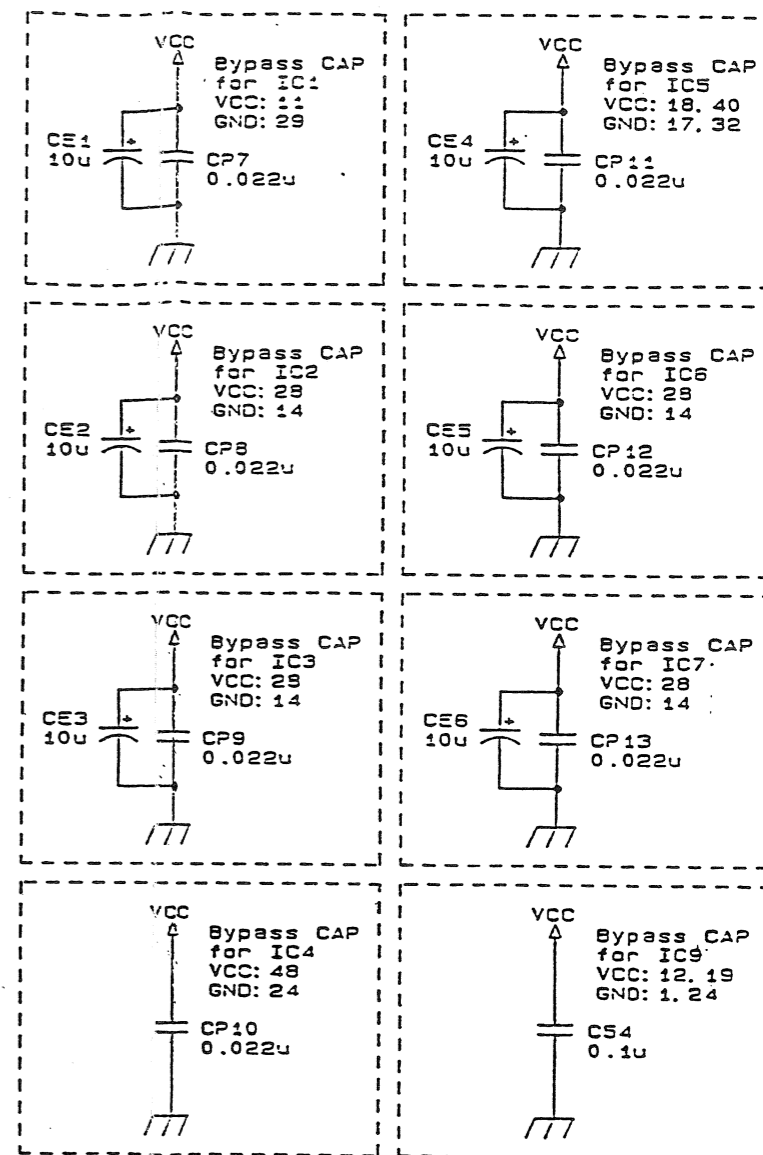 VCC
Bypass CAP
for IC1
VCC: 11
GND: 29
CE1
10u
CP7
0.022u
VCC
Bypass CAP
for IC5
VCC: 18. 40
GND: 17. 32
CE4
10u
CP11
0.022u
VCC
Bypass CAP
for IC2
VCC: 28
GND: 14
CE2
10u
CP8
0.022u
VCC
Bypass CAP
for IC6
VCC: 28
GND: 14
CE5
10u
CP12
0.022u
VCC
Bypass CAP
for IC3
VCC: 28
GND: 14
CE3
10u
CP9
0.022u
VCC
Bypass CAP
for IC7
VCC: 28
GND: 14
CE6
10u
CP13
0.022u
VCC
Bypass CAP
for IC4
VCC: 48
GND: 24
CP10
0.022u
VCC
Bypass CAP
for IC9
VCC: 12. 19
GND: 1. 24
C54
0.1u